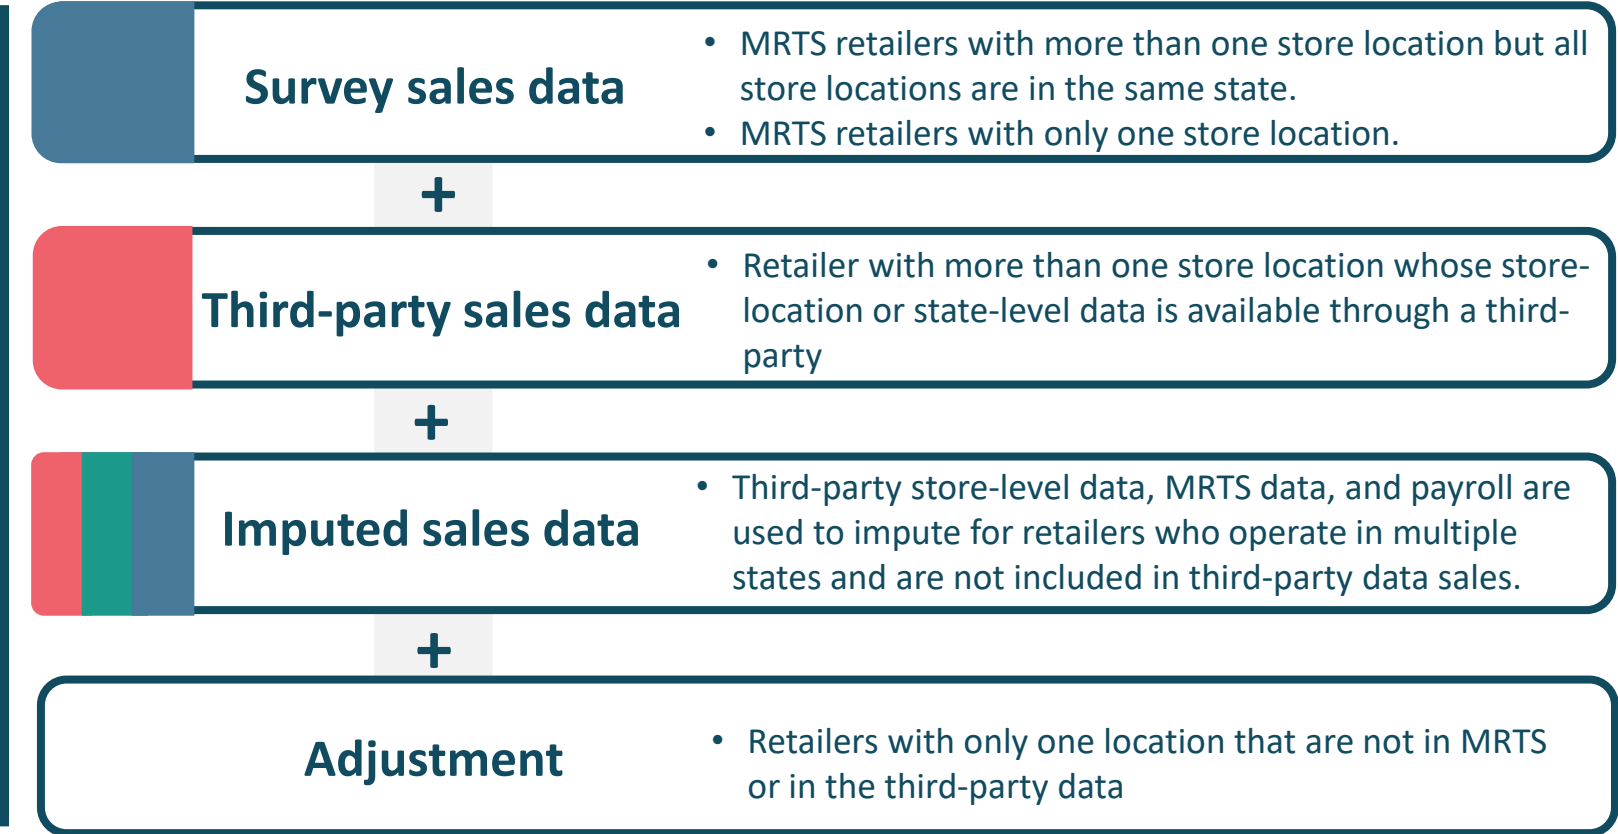 Survey sales data
• MRTS retailers with more than one store location but all
store locations are in the same state.
• MRTS retailers with only one store location.
+
Third-party sales data
• Retailer with more than one store location whose store-
location or state-level data is available through a third-
party
+
Imputed sales data
• Third-party store-level data, MRTS data, and payroll are
used to impute for retailers who operate in multiple
states and are not included in third-party data sales.
+
Adjustment
• Retailers with only one location that are not in MRTS
or in the third-party data